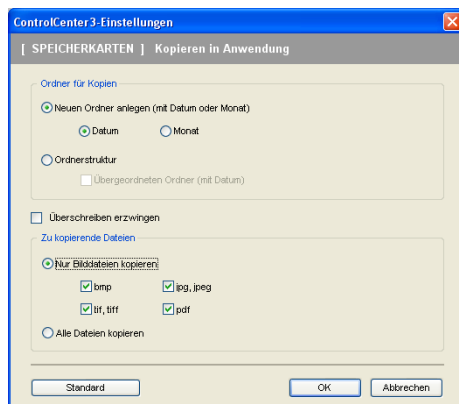 ControlCenter3-Einstellungen
[ SPEICHERKARTEN ] Kopieren in Anwendung
Ordner für Kopien
Neuen Ordner anlegen (mit Datum oder Monat)
Datum Monat
Ordnerstruktur
Übergeordneten Ordner (mit Datum)
Überschreiben erzwingen
Zu kopierende Dateien
Nur Bilddateien kopieren
bmp jpg, jpeg
tif, tiff pdf
Alle Dateien kopieren
Standard OK Abbrechen